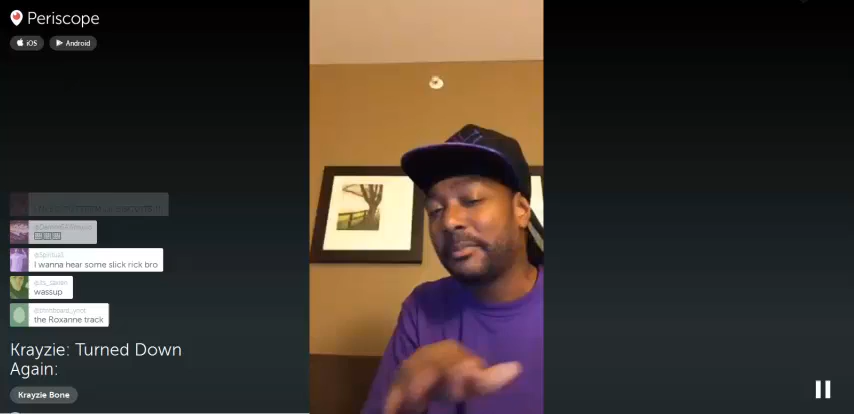 Periscope
iOS
Android
I wanna hear some slick rick bro
wassup
the Roxanne track
Krayzie: Turned Down
Again:
Krayzie Bone